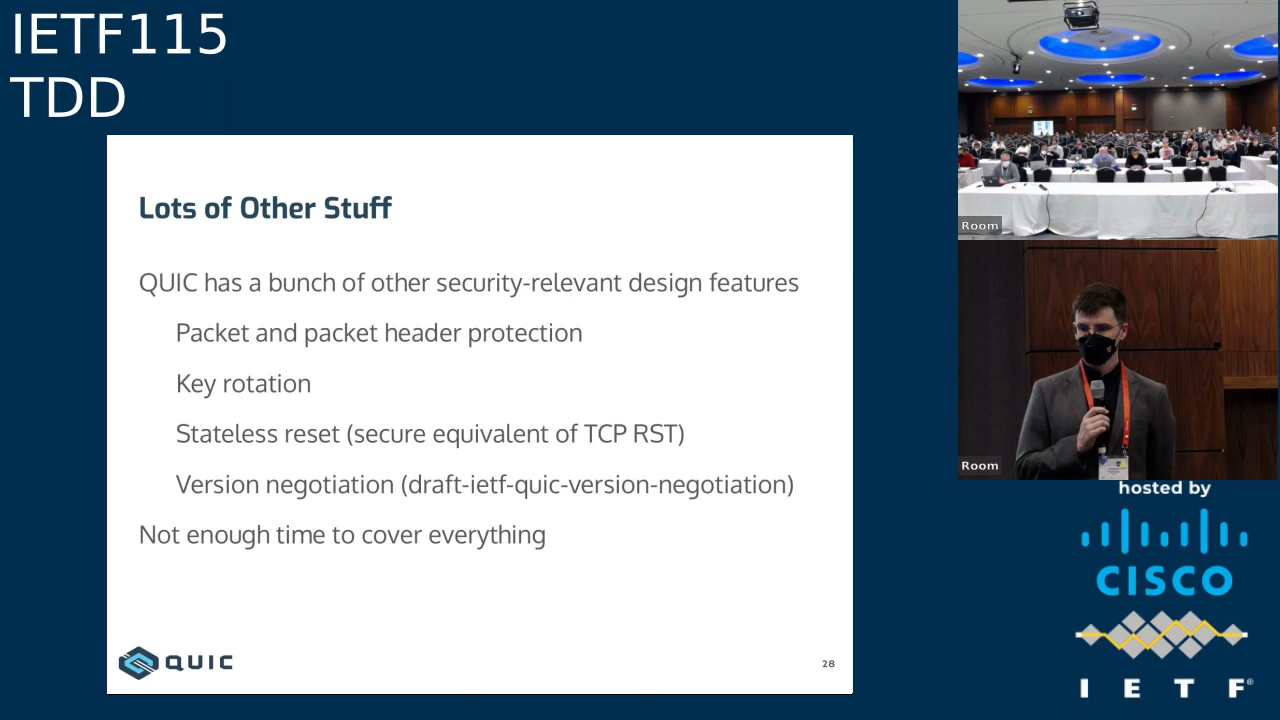 IETF115
TDD
Lots of Other Stuff
QUIC has a bunch of other security-relevant design features
Packet and packet header protection
Key rotation
Stateless reset (secure equivalent of TCP RST)
Version negotiation (draft-ietf-quic-version-negotiation)
Not enough time to cover everything
QUIC
28
Room
Room
hosted by
CISCO
IETF®